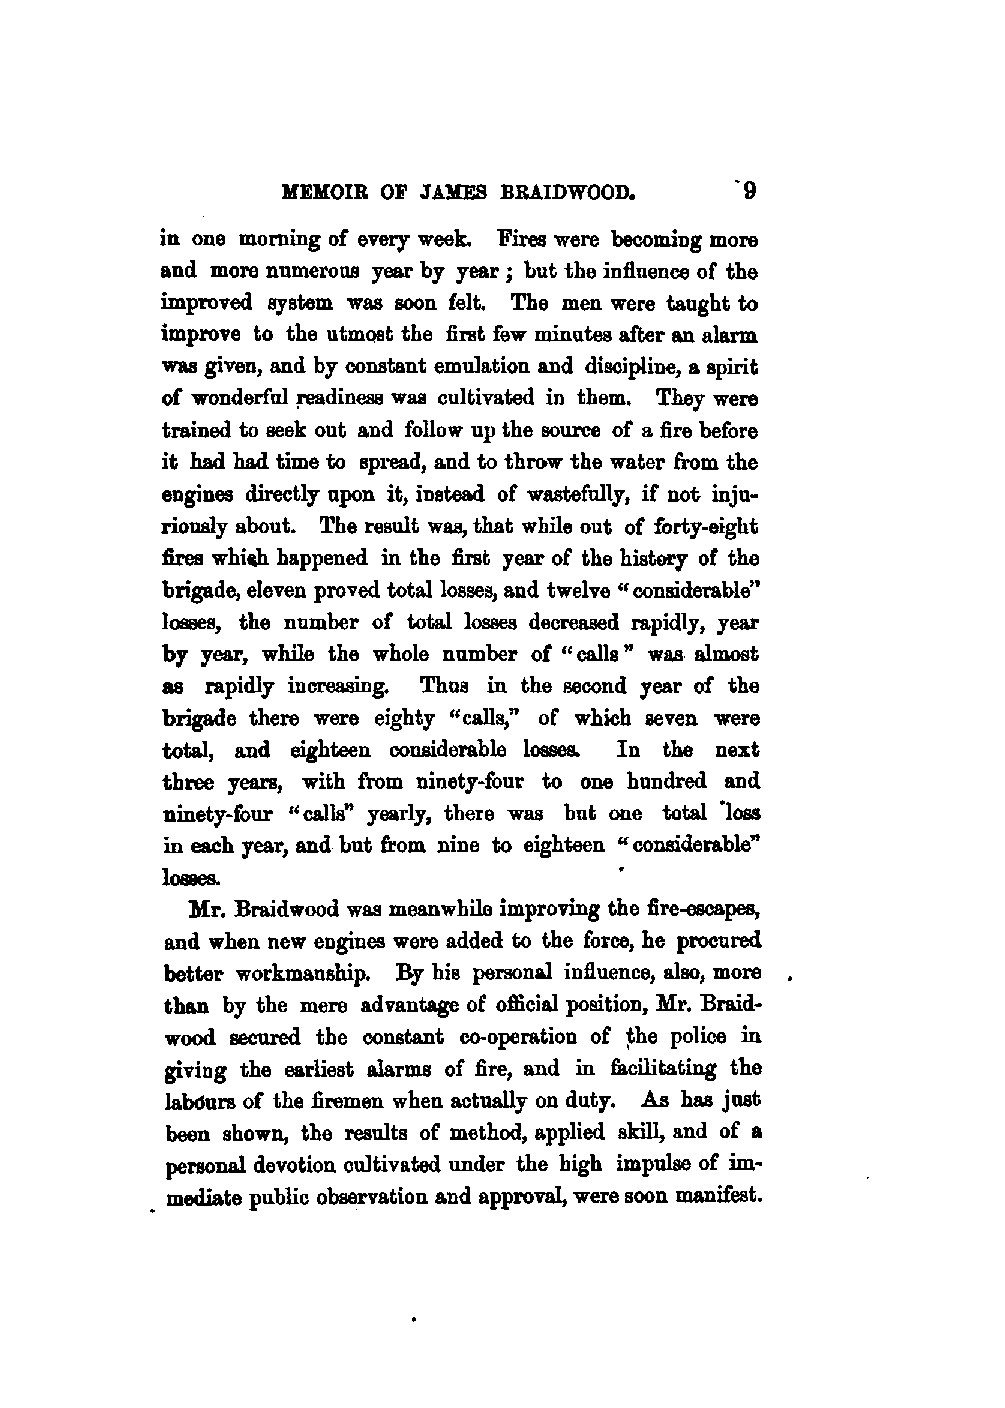 MEMOIR OF JAMES BRAIDWOOD. 9
in one morning of every week. Fires were becoming more
and more numerous year by year ; but the influence of the
improved system was soon felt. The men were taught to
improve to the utmost the first few minutes after an alarm
was given, and by constant emulation and discipline, a spirit
of wonderful readiness was cultivated in them. They were
trained to seek out and follow up the source of a fire before
it had had time to spread, and to throw the water from the
engines directly upon it, instead of wastefully, if not inju-
riously about. The result was, that while out of forty-eight
fires which happened in the first year of the history of the
brigade, eleven proved total losses, and twelve “considerable”
losses, the number of total losses decreased rapidly, year
by year, while the whole number of “calls” was almost
as rapidly increasing. Thus in the second year of the
brigade there were eighty “calls,” of which seven were
total, and eighteen considerable losses. In the next
three years, with from ninety-four to one hundred and
ninety-four “calls” yearly, there was but one total loss
in each year, and but from nine to eighteen “considerable”
losses.
Mr. Braidwood was meanwhile improving the fire-escapes,
and when new engines were added to the force, he procured
better workmanship. By his personal influence, also, more
than by the mere advantage of official position, Mr. Braid-
wood secured the constant co-operation of the police in
giving the earliest alarms of fire, and in facilitating the
labours of the firemen when actually on duty. As has just
been shown, the results of method, applied skill, and of a
personal devotion cultivated under the high impulse of im-
mediate public observation and approval, were soon manifest.